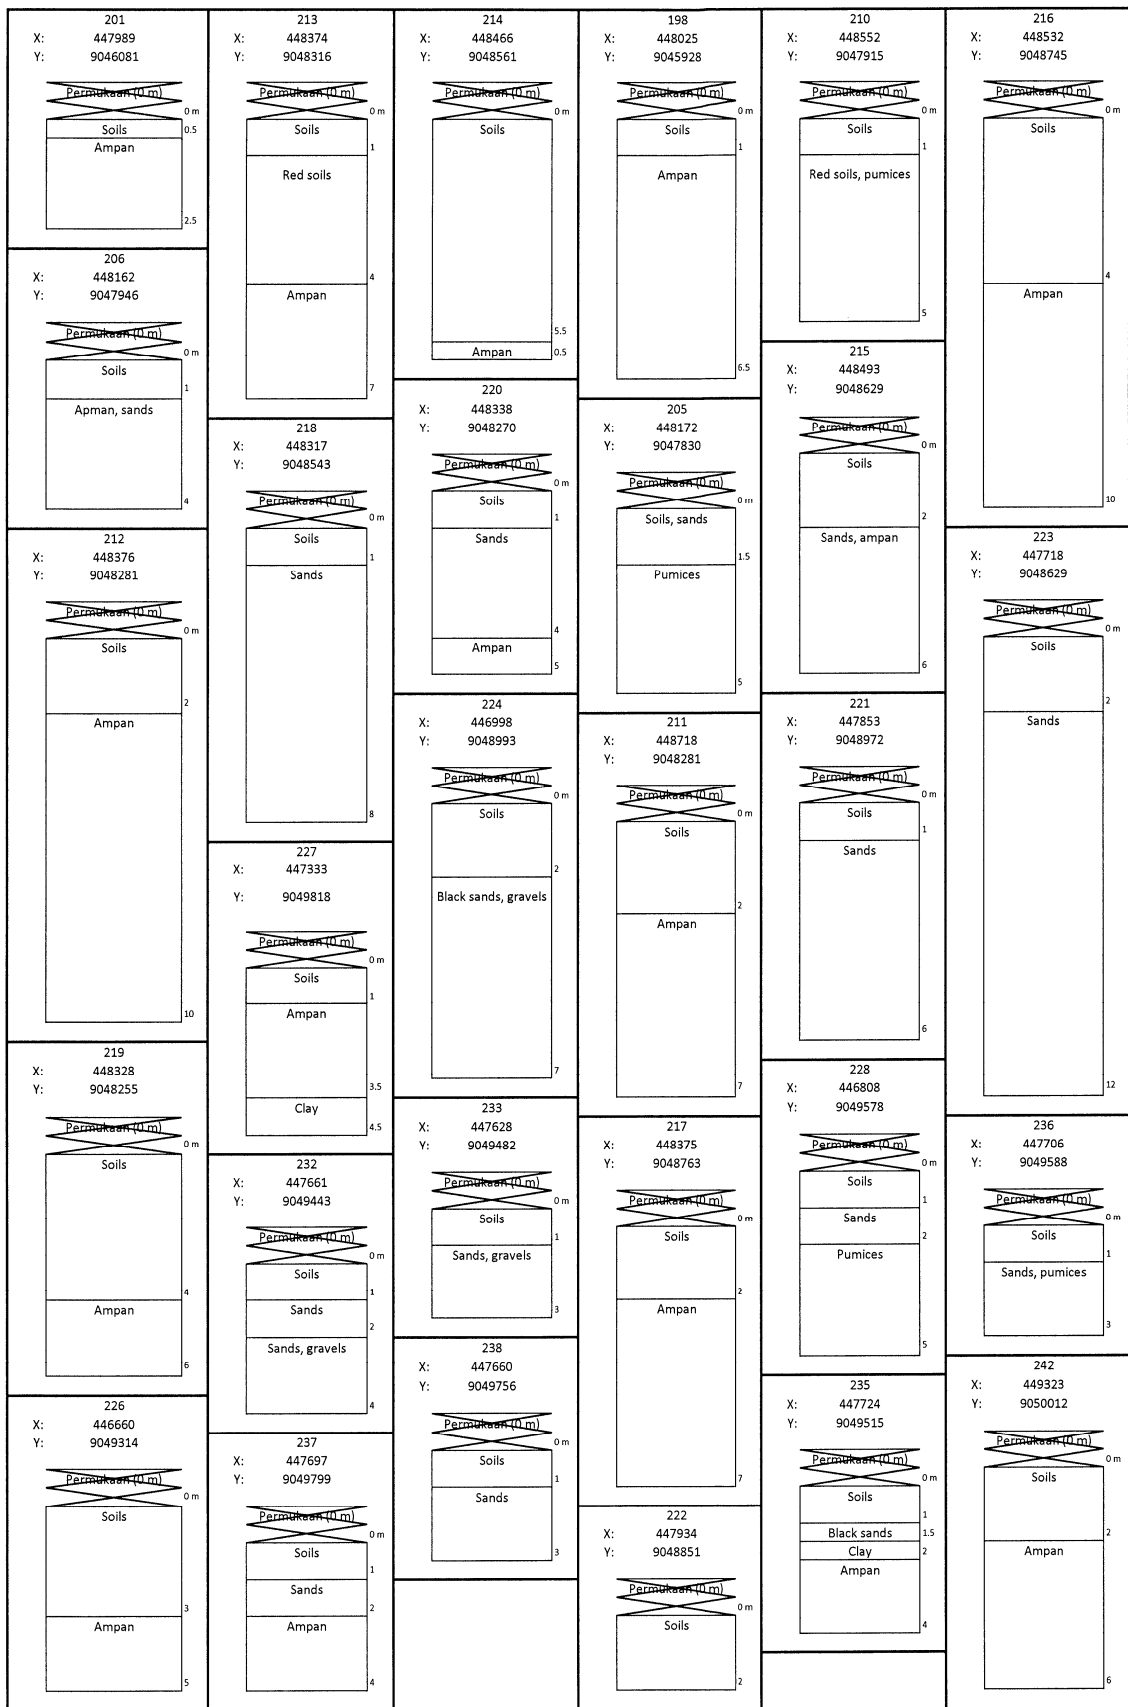 201
X: 447989
Y: 9046081
Permukaan (0 m)
0 m
Soils
0.5
Ampan
2.5
206
X: 448162
Y: 9047946
Permukaan (0 m)
0 m
Soils
1
Apman, sands
4
212
X: 448376
Y: 9048281
Permukaan (0 m)
0 m
Soils
2
Ampan
10
219
X: 448328
Y: 9048255
Permukaan (0 m)
0 m
Soils
4
Ampan
6
226
X: 446660
Y: 9049314
Permukaan (0 m)
0 m
Soils
3
Ampan
5
213
X: 448374
Y: 9048316
Permukaan (0 m)
0 m
Soils
1
Red soils
4
Ampan
7
218
X: 448317
Y: 9048543
Permukaan (0 m)
0 m
Soils
1
Sands
8
227
X: 447333
Y: 9049818
Permukaan (0 m)
0 m
Soils
1
Ampan
3.5
Clay
4.5
232
X: 447661
Y: 9049443
Permukaan (0 m)
0 m
Soils
1
Sands
2
Sands, gravels
4
237
X: 447697
Y: 9049799
Permukaan (0 m)
0 m
Soils
1
Sands
2
Ampan
4
214
X: 448466
Y: 9048561
Permukaan (0 m)
0 m
Soils
5.5
Ampan
0.5
220
X: 448338
Y: 9048270
Permukaan (0 m)
0 m
Soils
1
Sands
4
Ampan
5
224
X: 446998
Y: 9048993
Permukaan (0 m)
0 m
Soils
2
Black sands, gravels
7
233
X: 447628
Y: 9049482
Permukaan (0 m)
0 m
Soils
1
Sands, gravels
3
238
X: 447660
Y: 9049756
Permukaan (0 m)
0 m
Soils
1
Sands
3
198
X: 448025
Y: 9045928
Permukaan (0 m)
0 m
Soils
1
Ampan
6.5
205
X: 448172
Y: 9047830
Permukaan (0 m)
0 m
Soils, sands
1.5
Pumices
5
211
X: 448718
Y: 9048281
Permukaan (0 m)
0 m
Soils
2
Ampan
7
217
X: 448375
Y: 9048763
Permukaan (0 m)
0 m
Soils
2
Ampan
7
222
X: 447934
Y: 9048851
Permukaan (0 m)
0 m
Soils
2
210
X: 448552
Y: 9047915
Permukaan (0 m)
0 m
Soils
1
Red soils, pumices
5
215
X: 448493
Y: 9048629
Permukaan (0 m)
0 m
Soils
2
Sands, ampan
6
221
X: 447853
Y: 9048972
Permukaan (0 m)
0 m
Soils
1
Sands
6
228
X: 446808
Y: 9049578
Permukaan (0 m)
0 m
Soils
1
Sands
2
Pumices
5
235
X: 447724
Y: 9049515
Permukaan (0 m)
0 m
Soils
1
Black sands
1.5
Clay
2
Ampan
4
216
X: 448532
Y: 9048745
Permukaan (0 m)
0 m
Soils
4
Ampan
10
223
X: 447718
Y: 9048629
Permukaan (0 m)
0 m
Soils
2
Sands
12
236
X: 447706
Y: 9049588
Permukaan (0 m)
0 m
Soils
1
Sands, pumices
3
242
X: 449323
Y: 9050012
Permukaan (0 m)
0 m
Soils
2
Ampan
6